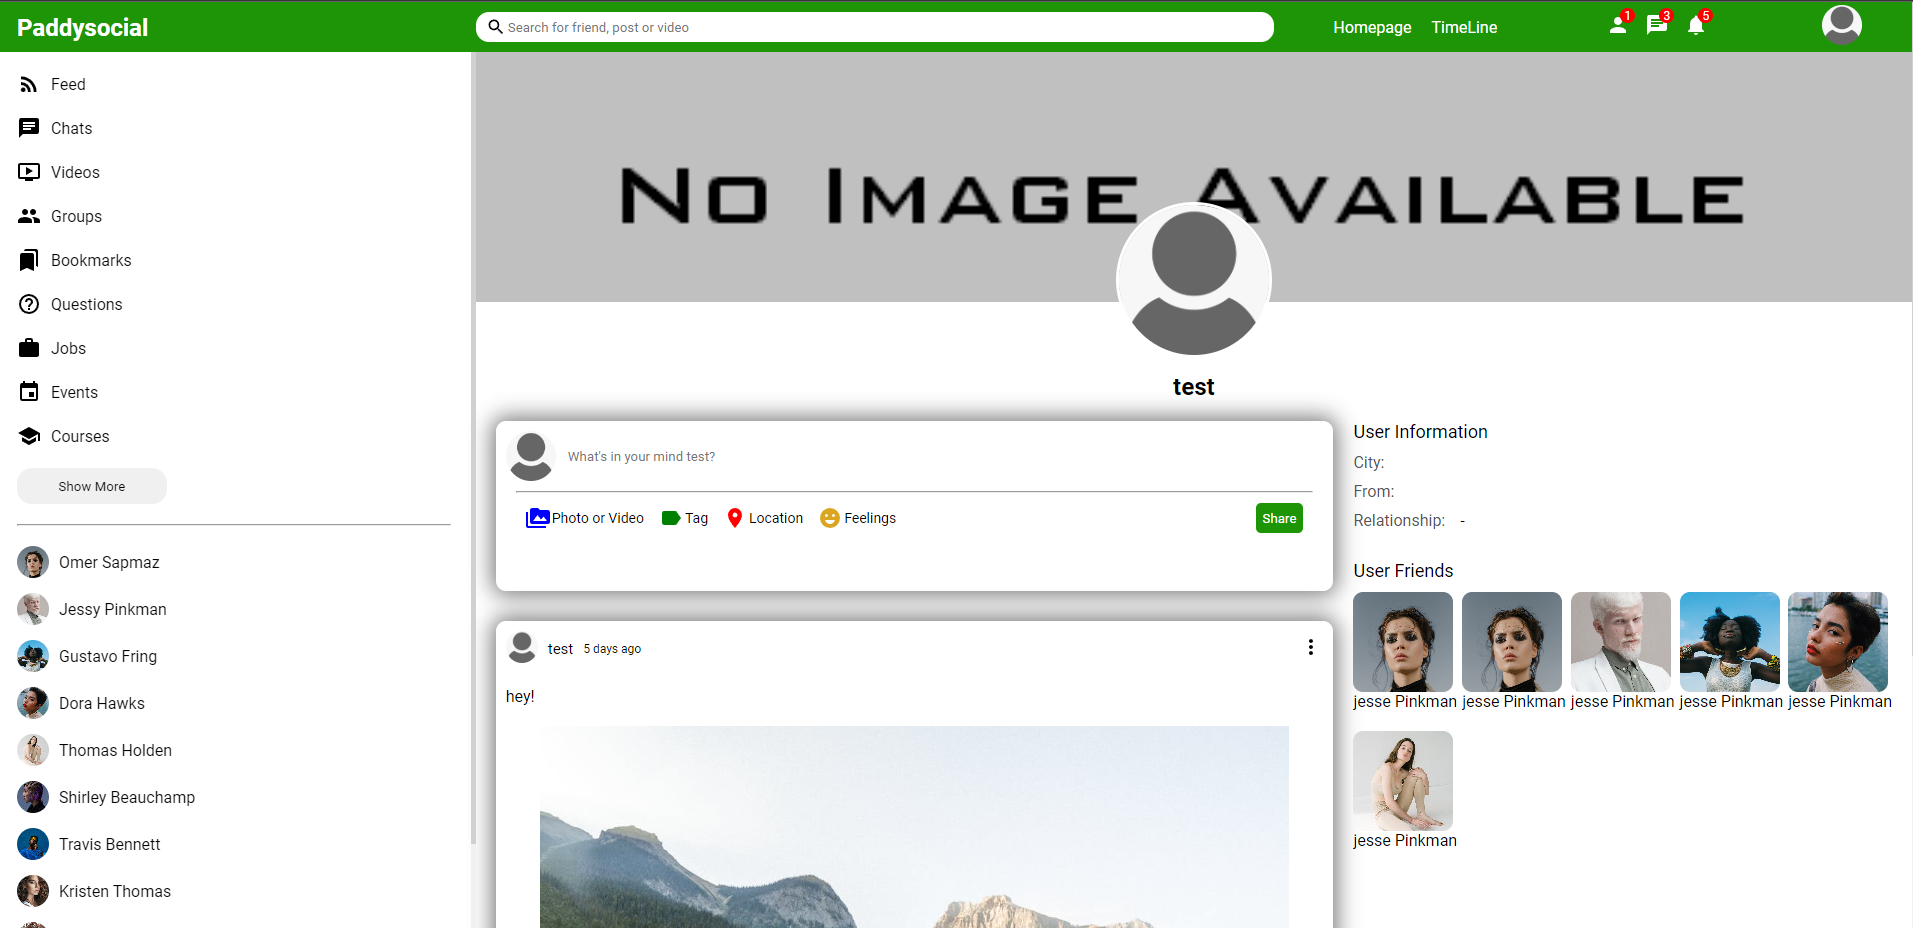 Paddysocial
Search for friend, post or video
Homepage TimeLine
1 3 5
Feed
Chats
Videos
Groups
Bookmarks
Questions
Jobs
Events
Courses
Show More
Omer Sapmaz
Jessy Pinkman
Gustavo Fring
Dora Hawks
Thomas Holden
Shirley Beauchamp
Travis Bennett
Kristen Thomas
No Image Available
test
What's in your mind test?
Photo or Video Tag Location Feelings Share
test 5 days ago
hey!
User Information
City:
From:
Relationship: -
User Friends
jesse Pinkman jesse Pinkman jesse Pinkman jesse Pinkman jesse Pinkman
jesse Pinkman